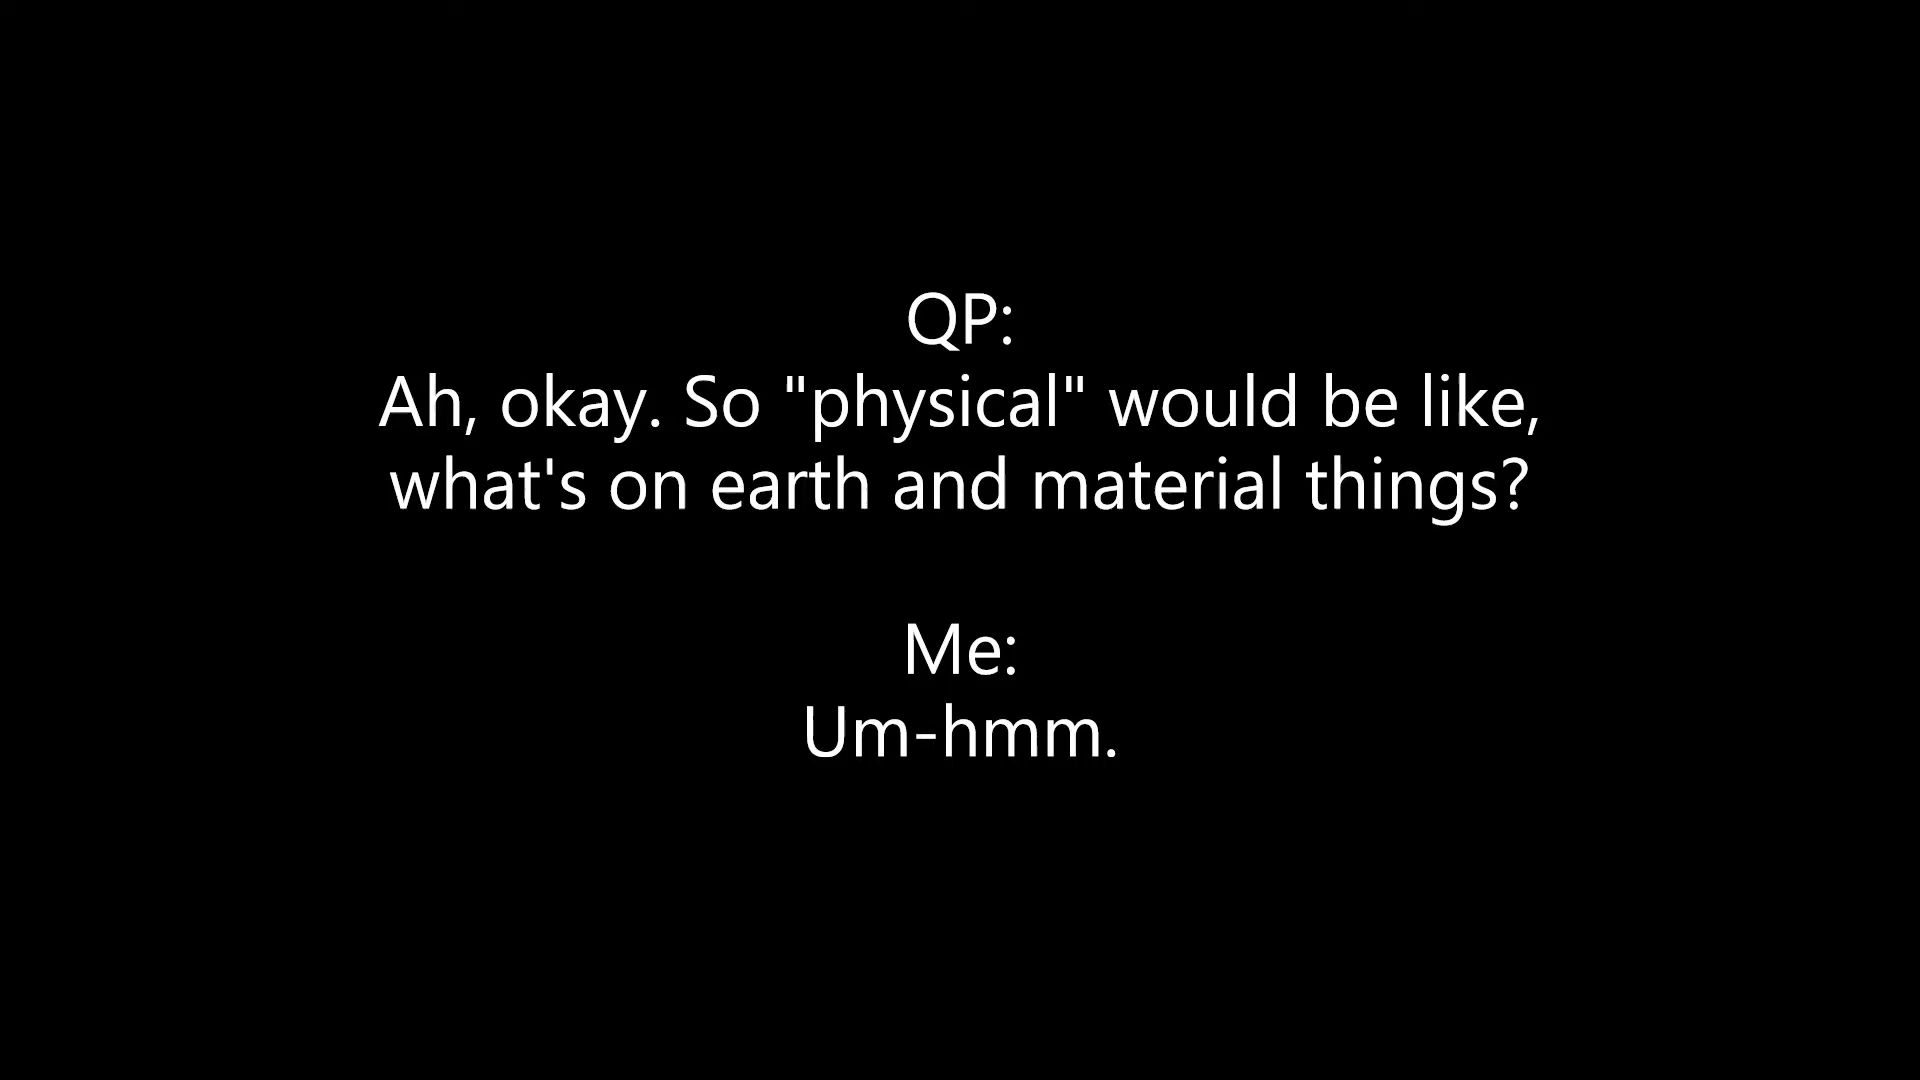 QP:
Ah, okay. So "physical" would be like,
what's on earth and material things?
Me:
Um-hmm.